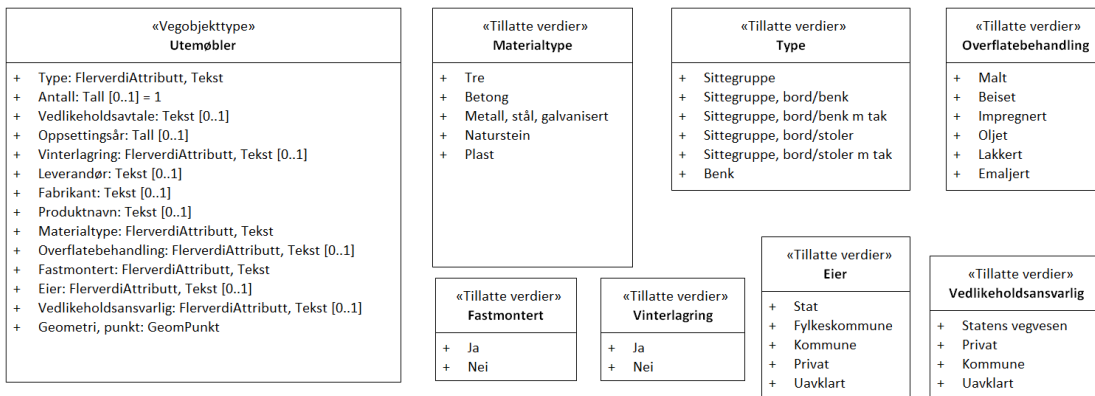 «Vegobjekttype»
Utemøbler
+ Type: FlerverdiAttributt, Tekst
+ Antall: Tall [0..1] = 1
+ Vedlikeholdsavtale: Tekst [0..1]
+ Oppsettingsår: Tall [0..1]
+ Vinterlagring: FlerverdiAttributt, Tekst [0..1]
+ Leverandør: Tekst [0..1]
+ Fabrikant: Tekst [0..1]
+ Produktnavn: Tekst [0..1]
+ Materialtype: FlerverdiAttributt, Tekst
+ Overflatebehandling: FlerverdiAttributt, Tekst [0..1]
+ Fastmontert: FlerverdiAttributt, Tekst
+ Eier: FlerverdiAttributt, Tekst [0..1]
+ Vedlikeholdsansvarlig: FlerverdiAttributt, Tekst [0..1]
+ Geometri, punkt: GeomPunkt
«Tillatte verdier»
Materialtype
+ Tre
+ Betong
+ Metall, stål, galvanisert
+ Naturstein
+ Plast
«Tillatte verdier»
Type
+ Sittegruppe
+ Sittegruppe, bord/benk
+ Sittegruppe, bord/benk m tak
+ Sittegruppe, bord/stoler
+ Sittegruppe, bord/stoler m tak
+ Benk
«Tillatte verdier»
Overflatebehandling
+ Malt
+ Beiset
+ Impregnert
+ Oljet
+ Lakkert
+ Emaljert
«Tillatte verdier»
Fastmontert
+ Ja
+ Nei
«Tillatte verdier»
Vinterlagring
+ Ja
+ Nei
«Tillatte verdier»
Eier
+ Stat
+ Fylkeskommune
+ Kommune
+ Privat
+ Uavklart
«Tillatte verdier»
Vedlikeholdsansvarlig
+ Statens vegvesen
+ Privat
+ Kommune
+ Uavklart